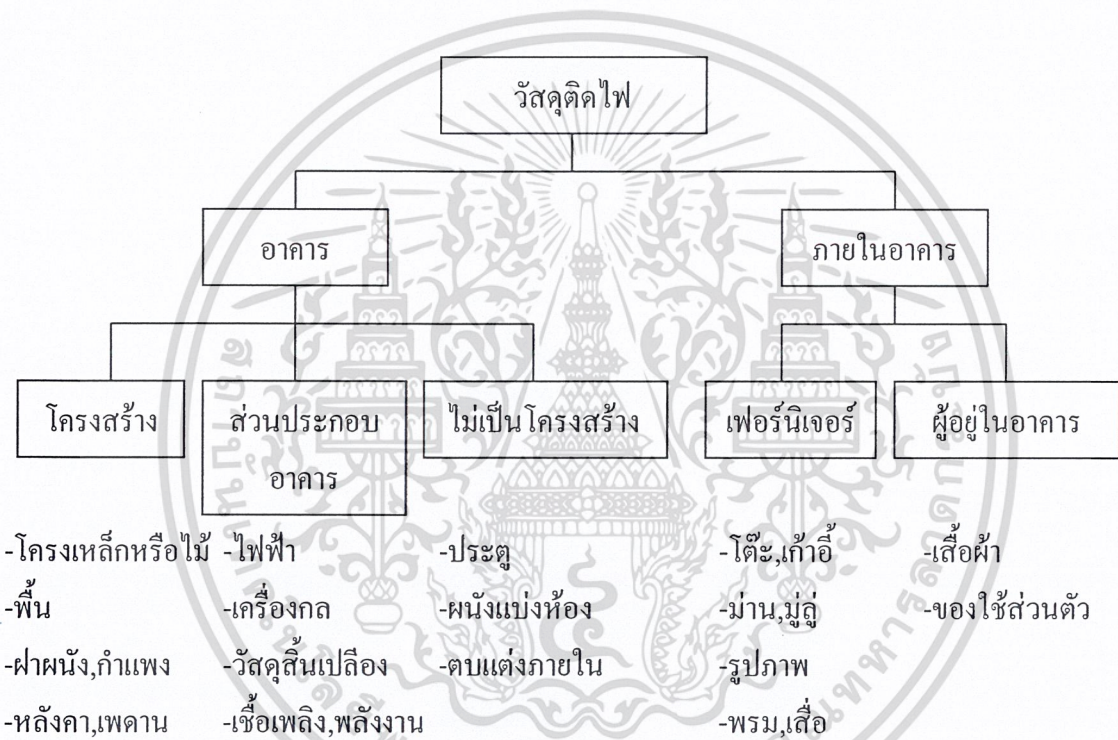 วัสดุติดไฟ
อาคาร
ภายในอาคาร
โครงสร้าง
ส่วนประกอบ
อาคาร
ไม่เป็นโครงสร้าง
เฟอร์นิเจอร์
ผู้อยู่ในอาคาร
-โครงเหล็กหรือไม้ -ไฟฟ้า -ประตู -โต๊ะ,เก้าอี้ -เสื้อผ้า
-พื้น -เครื่องกล -ผนังแบ่งห้อง -ม่าน,มู่ลู่ -ของใช้ส่วนตัว
-ฝาผนัง,กำแพง -วัสดุสิ้นเปลือง -ตบแต่งภายใน -รูปภาพ
-หลังคา,เพดาน -เชื้อเพลิง,พลังงาน -พรม,เสื่อ